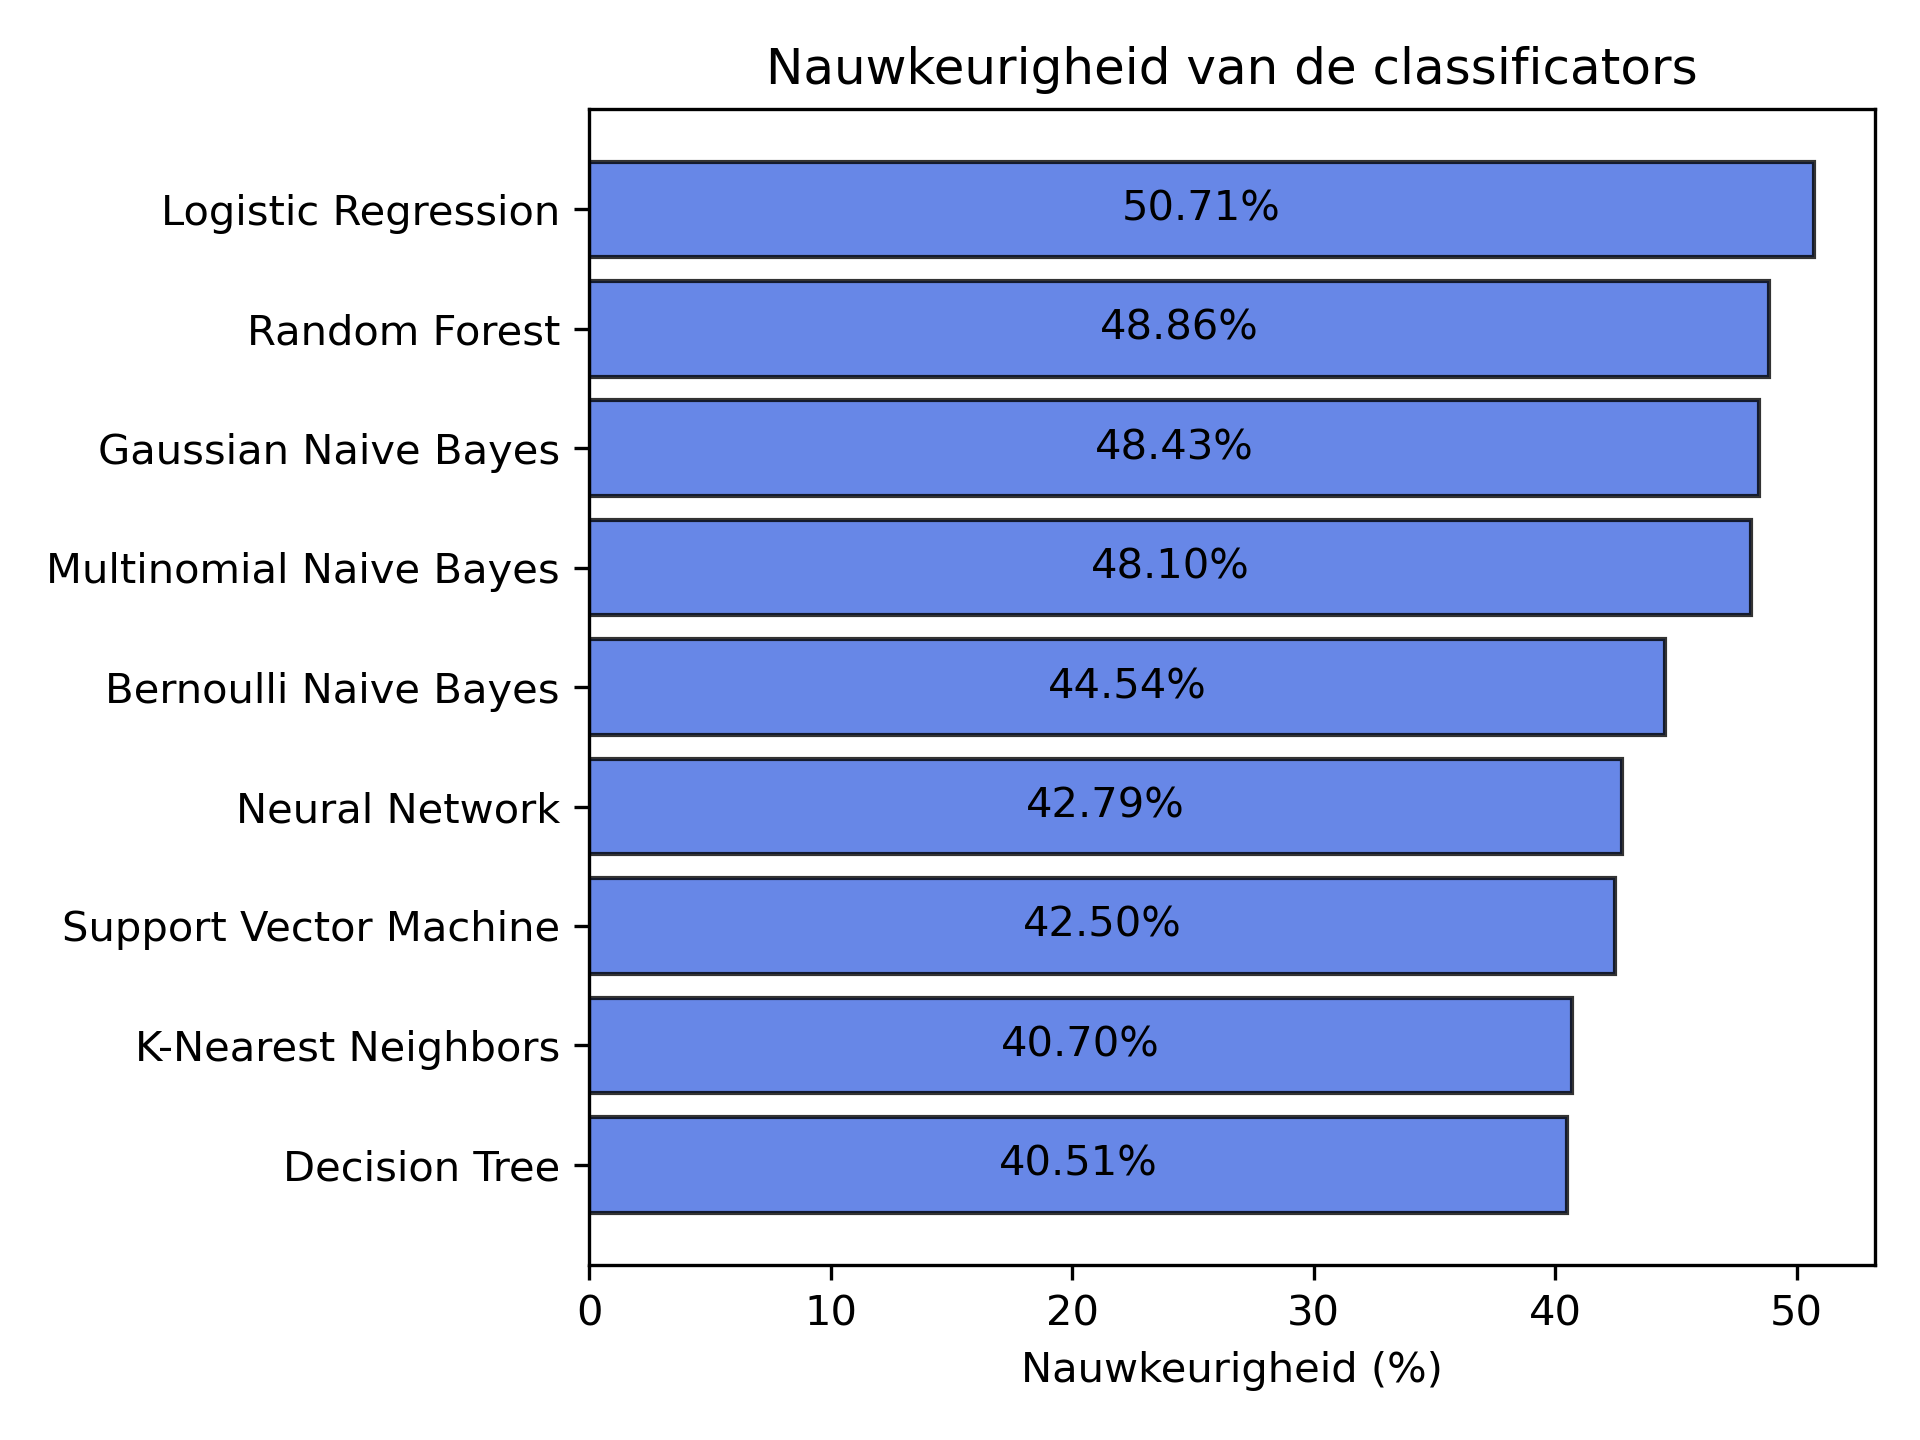 Nauwkeurigheid van de classificators
Logistic Regression 50.71%
Random Forest 48.86%
Gaussian Naive Bayes 48.43%
Multinomial Naive Bayes 48.10%
Bernoulli Naive Bayes 44.54%
Neural Network 42.79%
Support Vector Machine 42.50%
K-Nearest Neighbors 40.70%
Decision Tree 40.51%
0 10 20 30 40 50
Nauwkeurigheid (%)